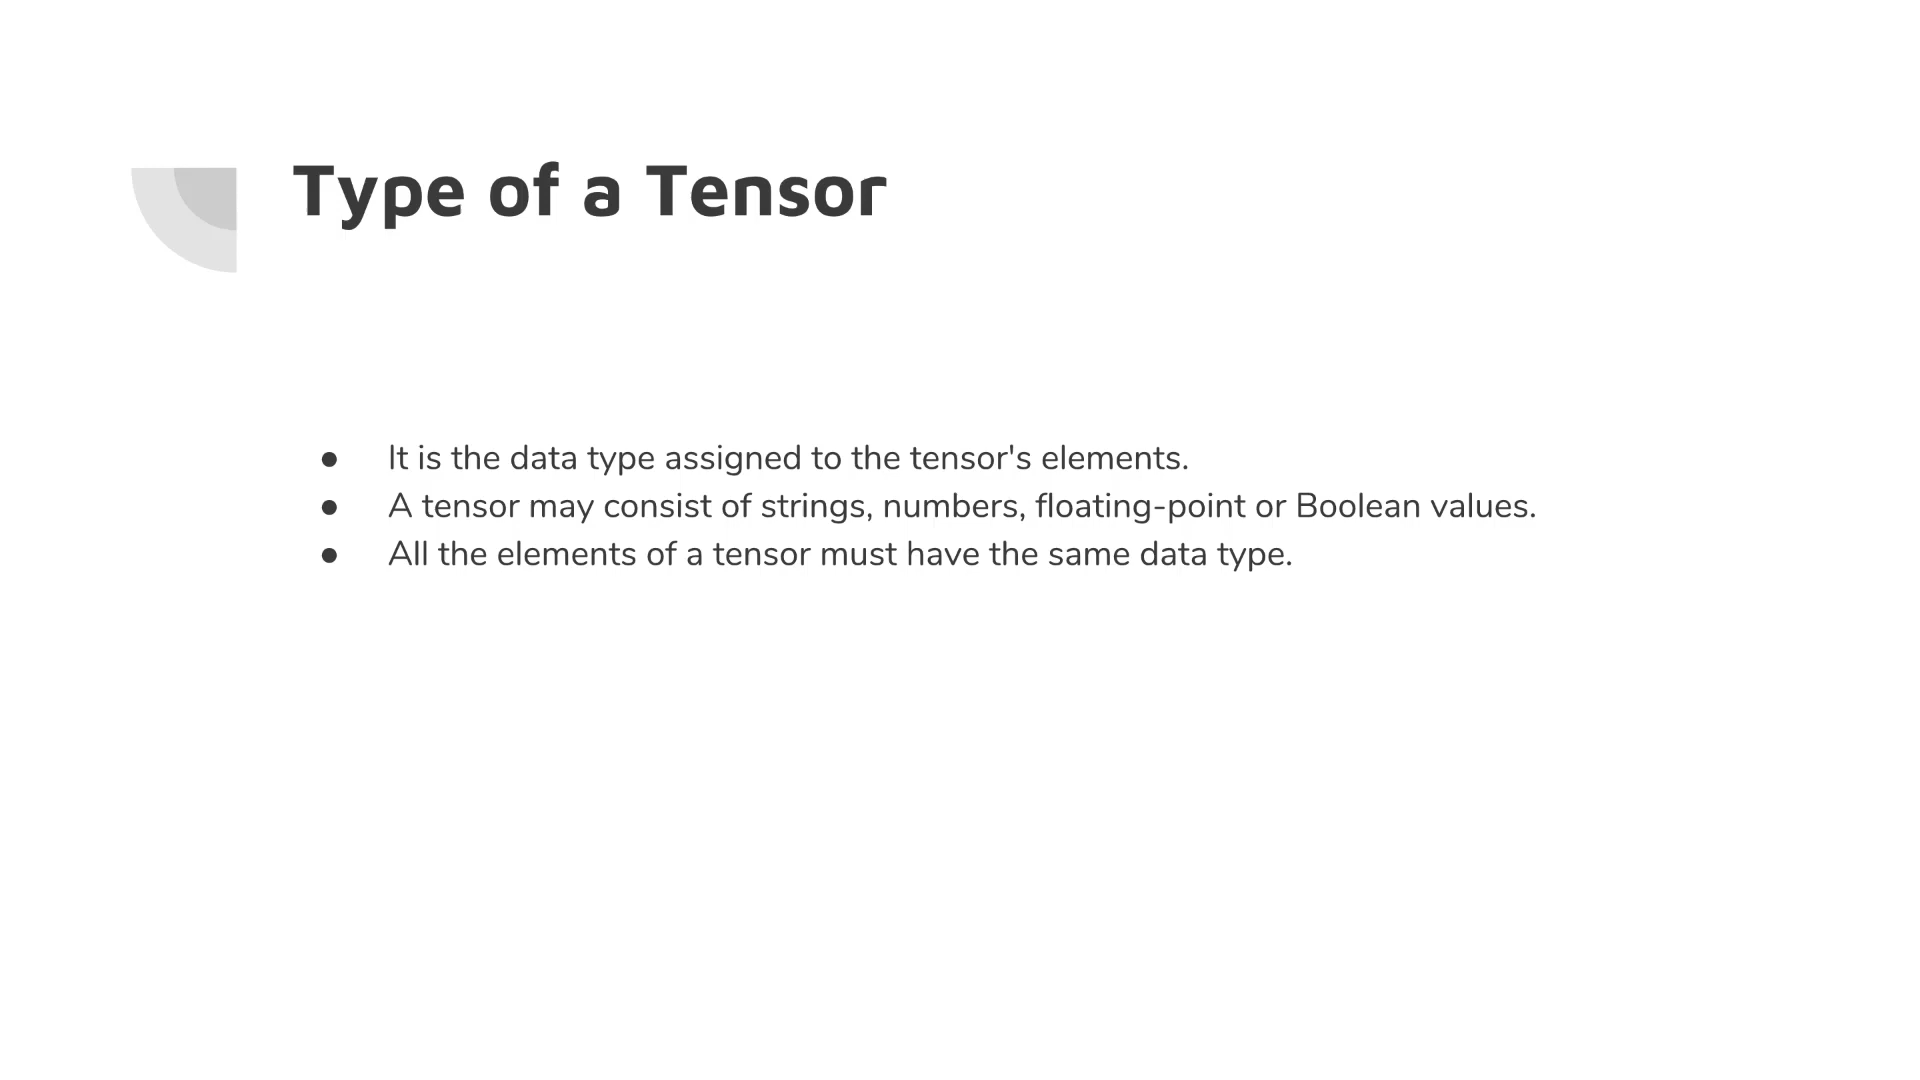 Type of a Tensor
● It is the data type assigned to the tensor's elements.
● A tensor may consist of strings, numbers, floating-point or Boolean values.
● All the elements of a tensor must have the same data type.